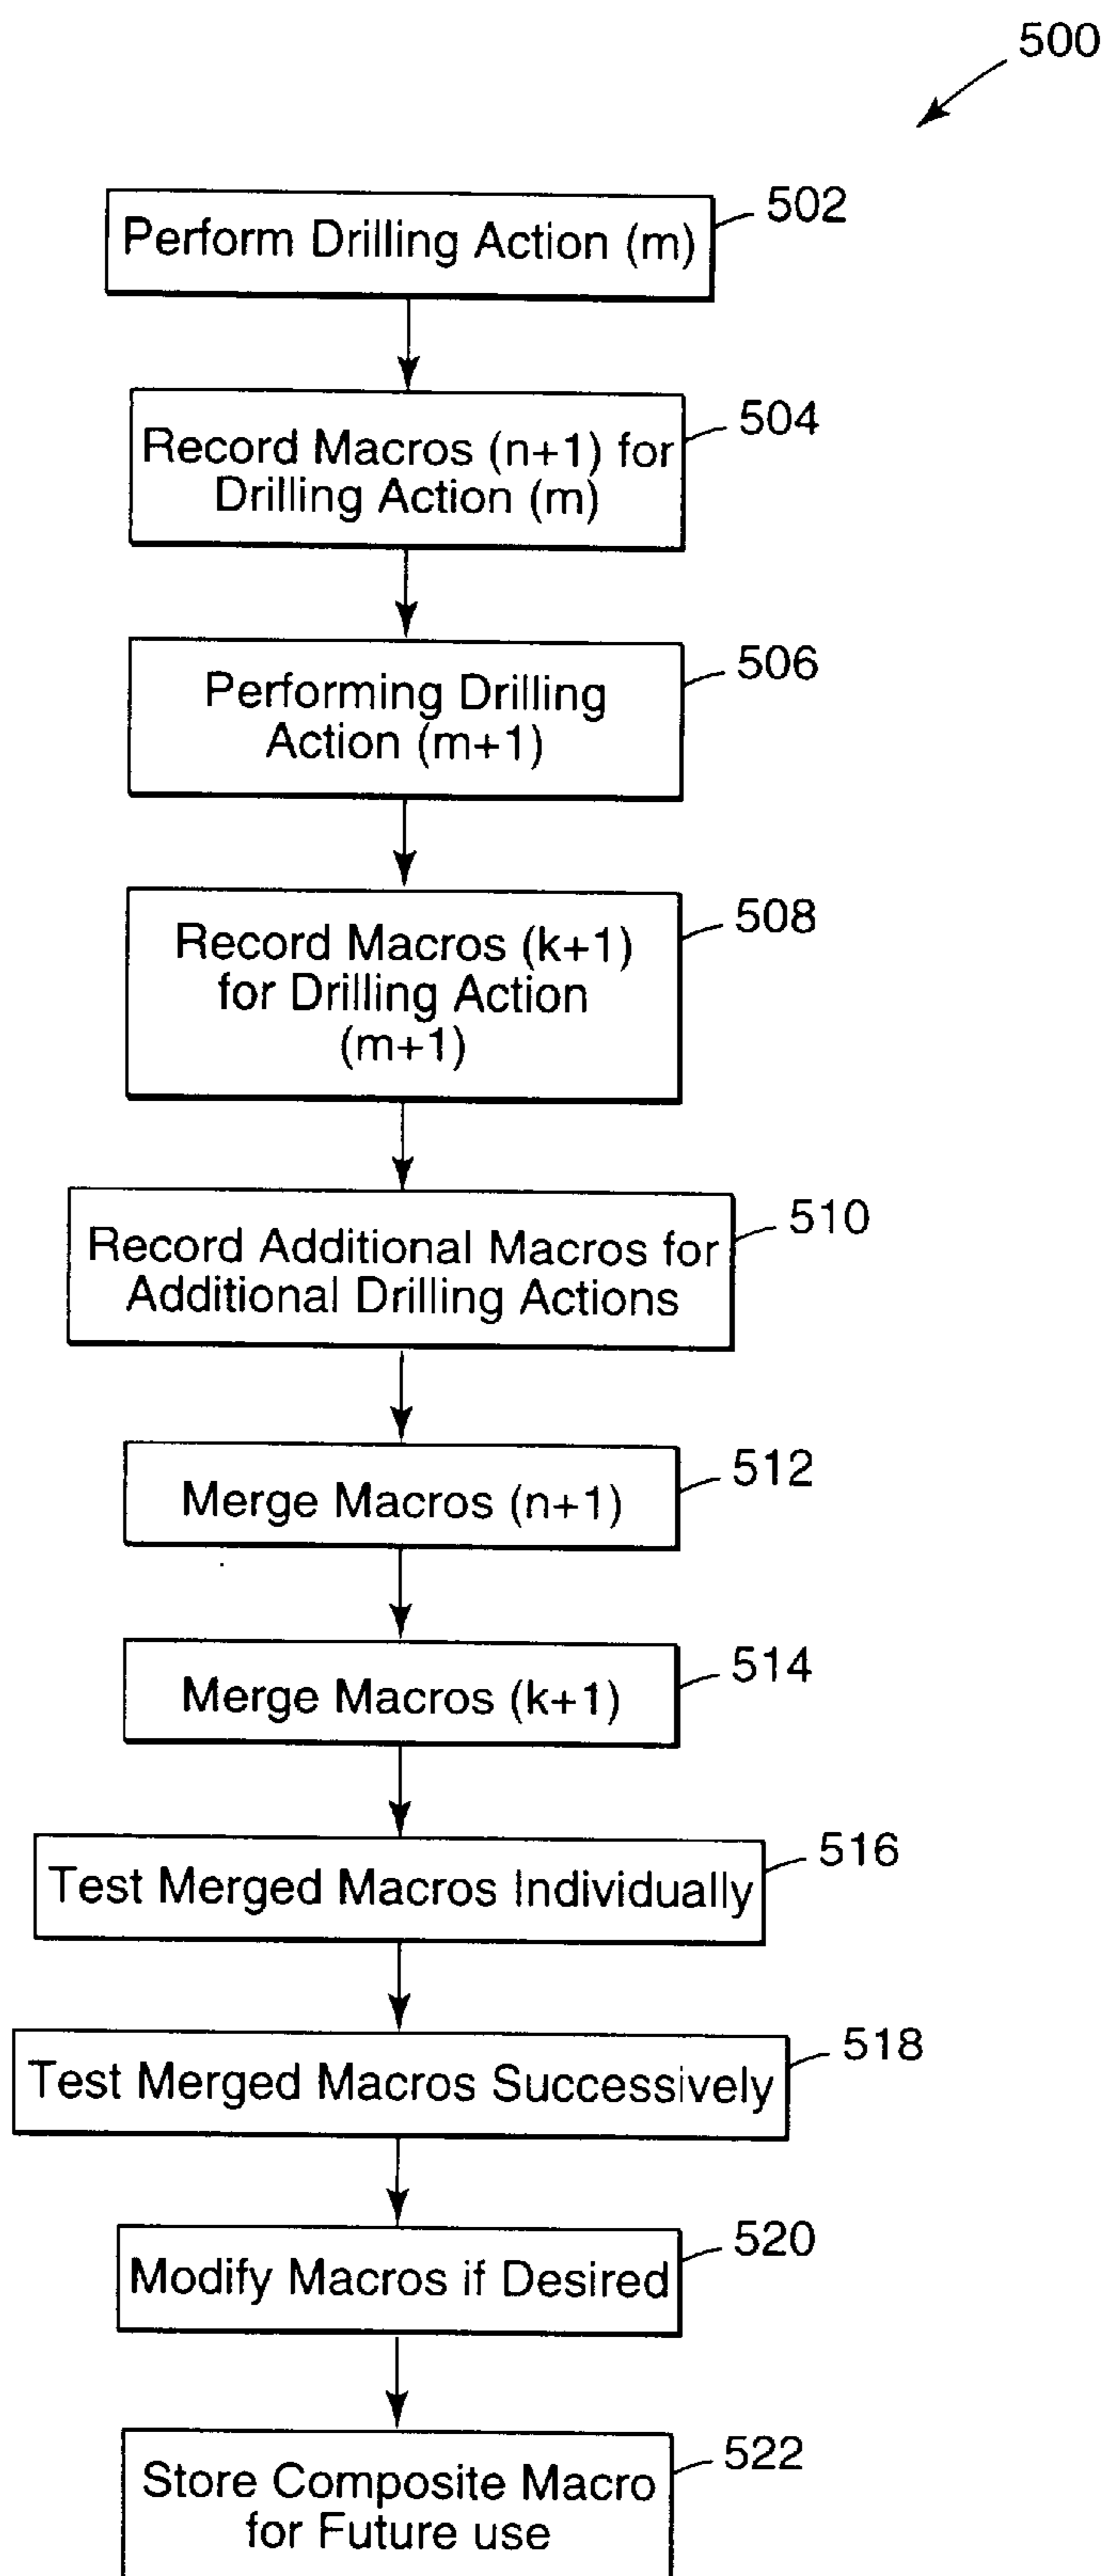 500
502
Perform Drilling Action (m)
504
Record Macros (n+1) for
Drilling Action (m)
506
Performing Drilling
Action (m+1)
508
Record Macros (k+1)
for Drilling Action
(m+1)
510
Record Additional Macros for
Additional Drilling Actions
512
Merge Macros (n+1)
514
Merge Macros (k+1)
516
Test Merged Macros Individually
518
Test Merged Macros Successively
520
Modify Macros if Desired
522
Store Composite Macro
for Future use